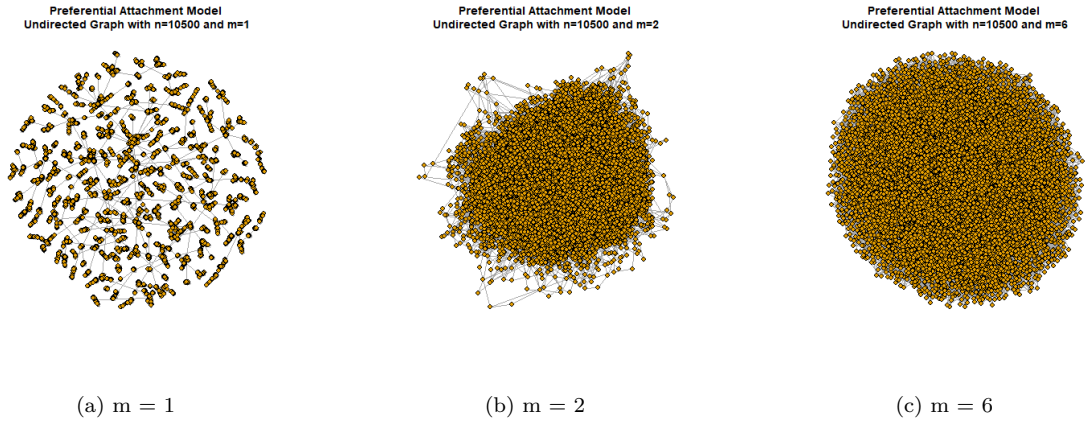 Preferential Attachment Model
Undirected Graph with n=10500 and m=1
Preferential Attachment Model
Undirected Graph with n=10500 and m=2
Preferential Attachment Model
Undirected Graph with n=10500 and m=6
(a) m = 1
(b) m = 2
(c) m = 6